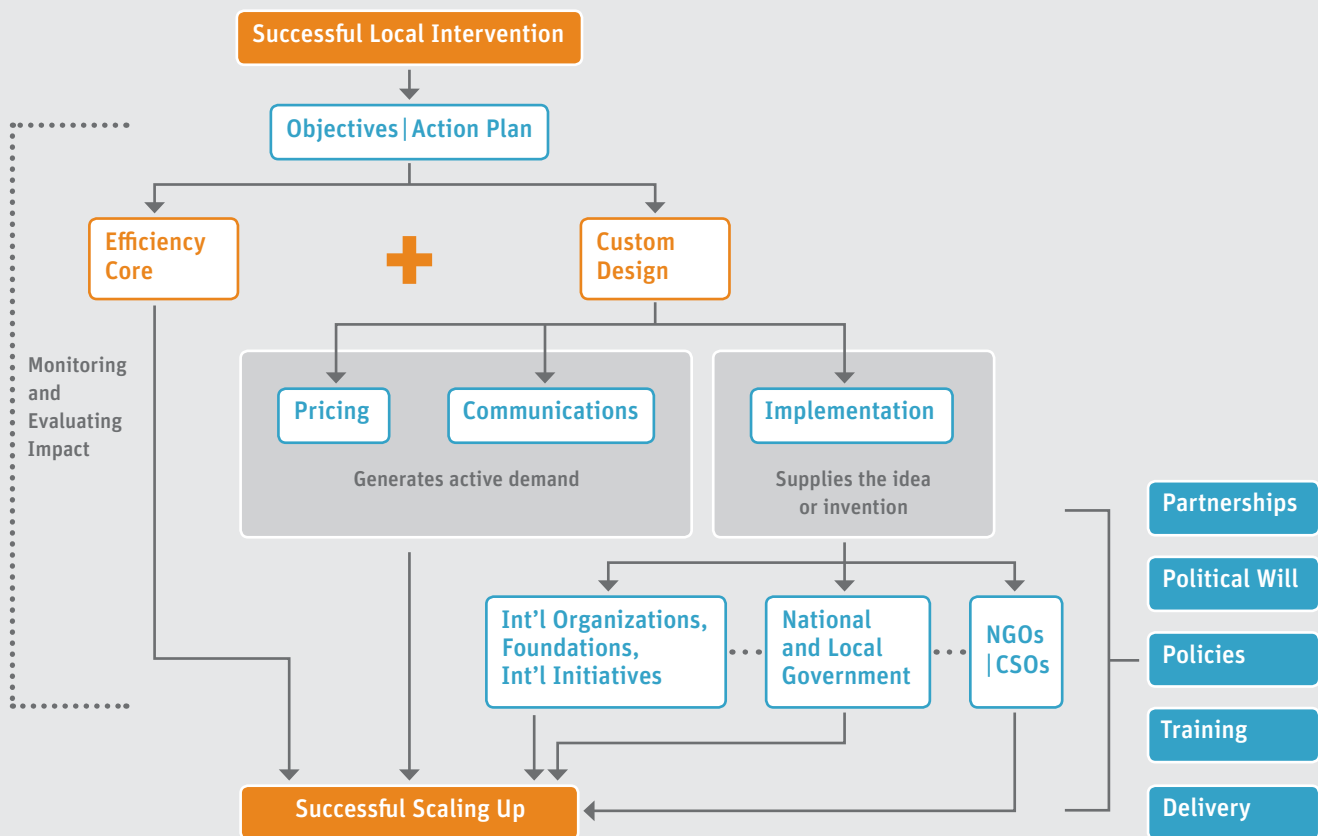 Successful Local Intervention
Objectives|Action Plan
Efficiency
Core
Custom
Design
Monitoring
and
Evaluating
Impact
Pricing
Communications
Implementation
Generates active demand
Supplies the idea
or invention
Int'l Organizations,
Foundations,
Int'l Initiatives
National
and Local
Government
NGOs
|CSOs
Partnerships
Political Will
Policies
Training
Delivery
Successful Scaling Up